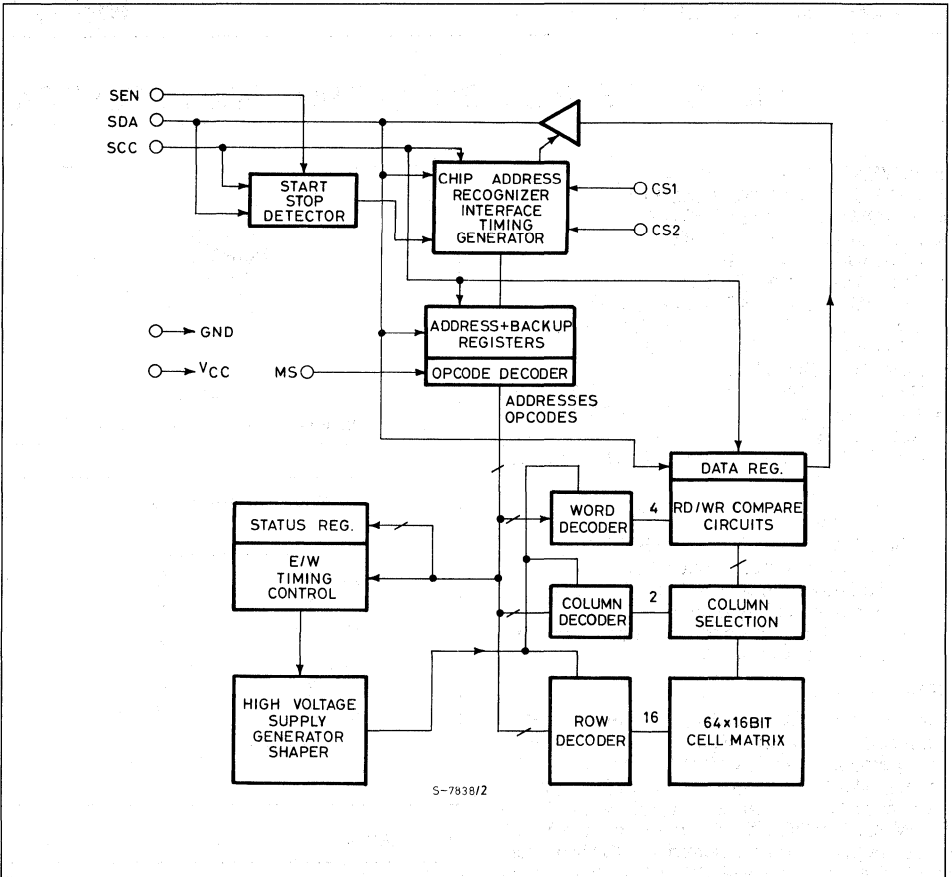 SEN
SDA
SCC
START
STOP
DETECTOR
CHIP ADDRESS
RECOGNIZER
INTERFACE
TIMING
GENERATOR
CS1
CS2
GND
VCC
MS
ADDRESS+BACKUP
REGISTERS
OPCODE DECODER
ADDRESSES
OPCODES
DATA REG.
RD/WR COMPARE
CIRCUITS
WORD
DECODER
4
STATUS REG.
E/W
TIMING
CONTROL
COLUMN
DECODER
2
COLUMN
SELECTION
HIGH VOLTAGE
SUPPLY
GENERATOR
SHAPER
ROW
DECODER
16
64x16BIT
CELL MATRIX
S-7838/2